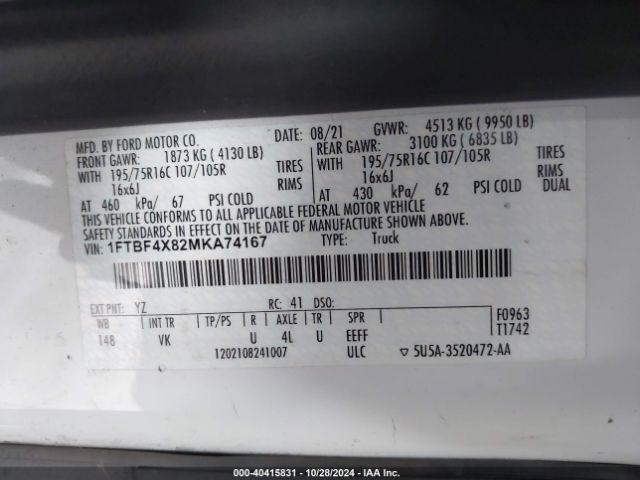 MFD. BY FORD MOTOR CO. DATE: 08/21 GVWR: 4513 KG ( 9950 LB)
FRONT GAWR: 1873 KG ( 4130 LB) REAR GAWR: 3100 KG ( 6835 LB)
WITH 195/75R16C 107/105R TIRES WITH 195/75R16C 107/105R TIRES
16x6J RIMS 16x6J RIMS DUAL
AT 460 kPa/ 67 PSI COLD AT 430 kPa/ 62 PSI COLD
THIS VEHICLE CONFORMS TO ALL APPLICABLE FEDERAL MOTOR VEHICLE
SAFETY STANDARDS IN EFFECT ON THE DATE OF MANUFACTURE SHOWN ABOVE.
VIN: 1FTBF4X82MKA74167 TYPE: Truck
EXT PNT: YZ RC: 41 DSO:
WB INT TR TP/PS R AXLE TR SPR F0963
148 VK U 4L U EEFF T1742
1202108241007 ULC ▽ 5U5A-3520472-AA
000-40415831 - 10/28/2024 - IAA Inc.